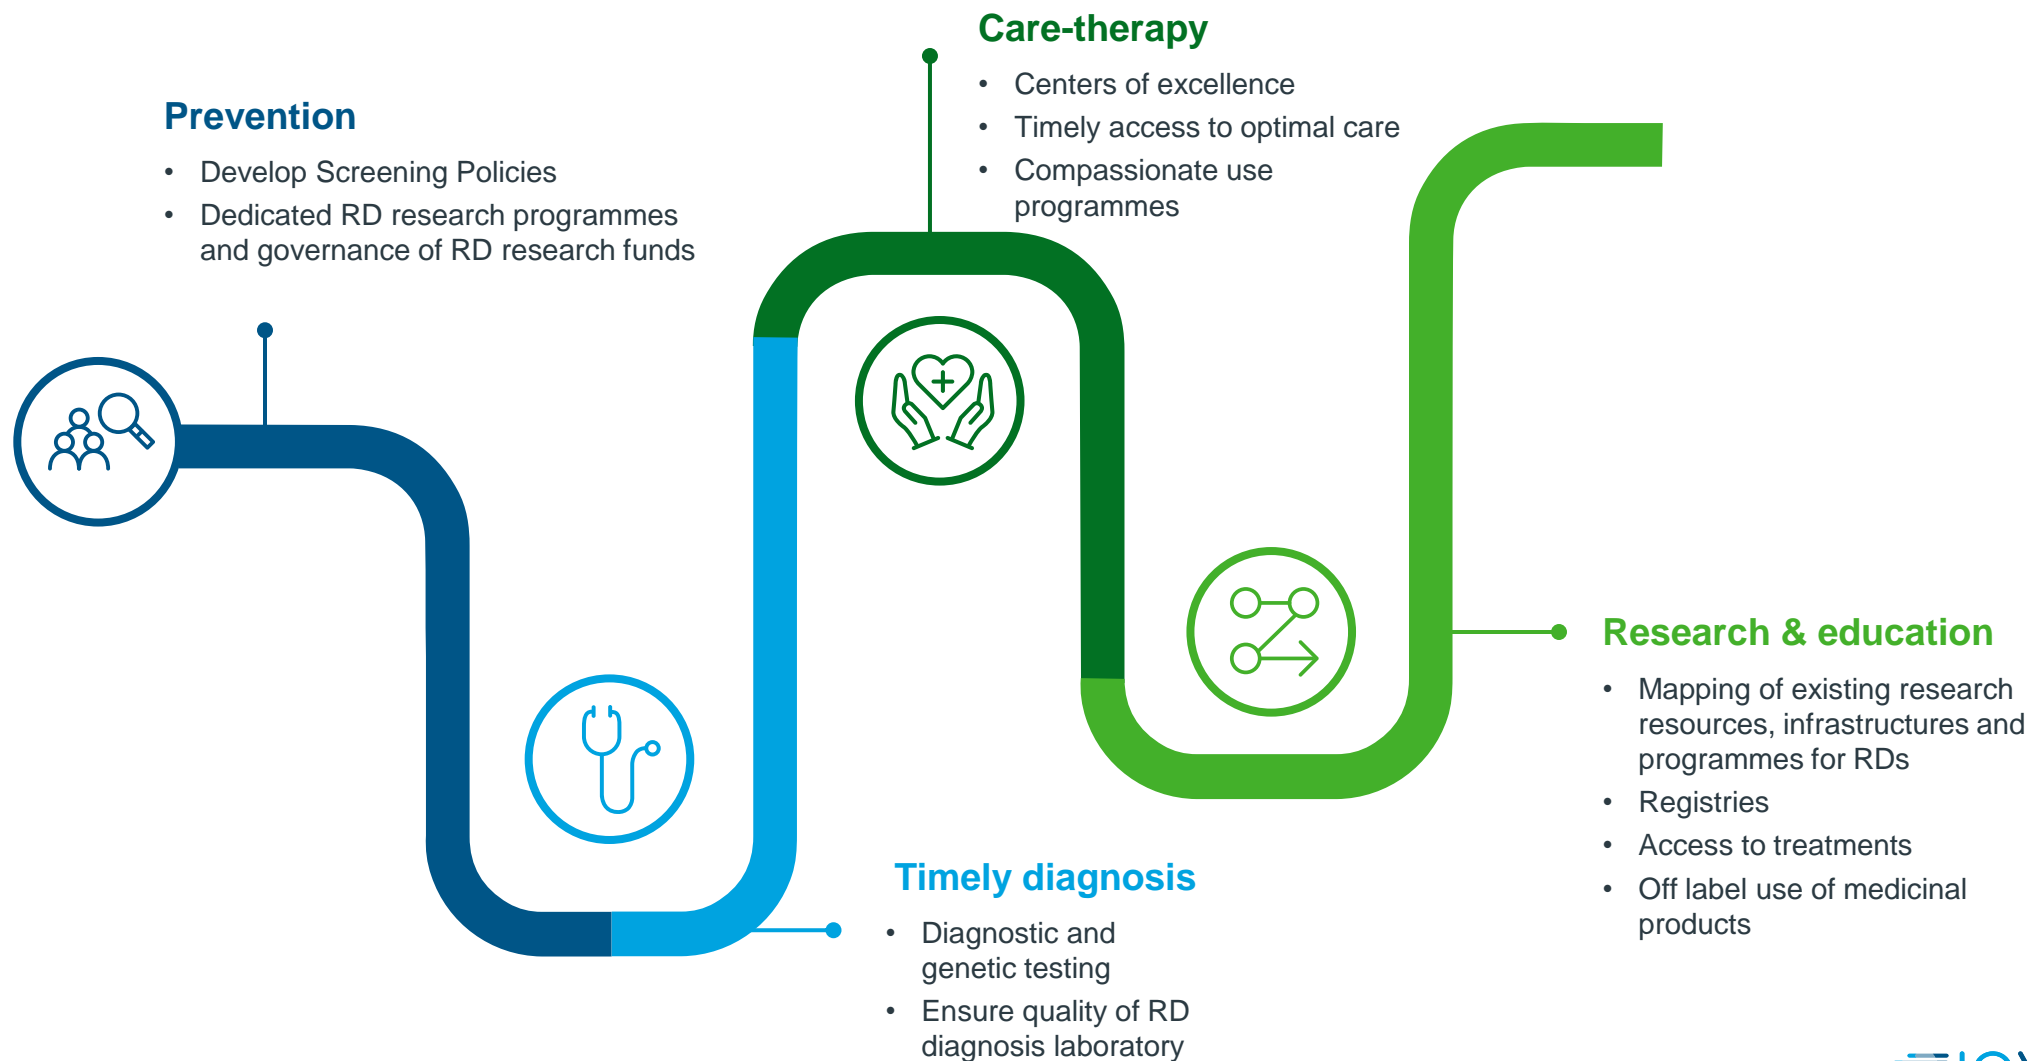 Prevention
• Develop Screening Policies
• Dedicated RD research programmes
and governance of RD research funds
Care-therapy
• Centers of excellence
• Timely access to optimal care
• Compassionate use
programmes
Timely diagnosis
• Diagnostic and
genetic testing
• Ensure quality of RD
diagnosis laboratory
Research & education
• Mapping of existing research
resources, infrastructures and
programmes for RDs
• Registries
• Access to treatments
• Off label use of medicinal
products